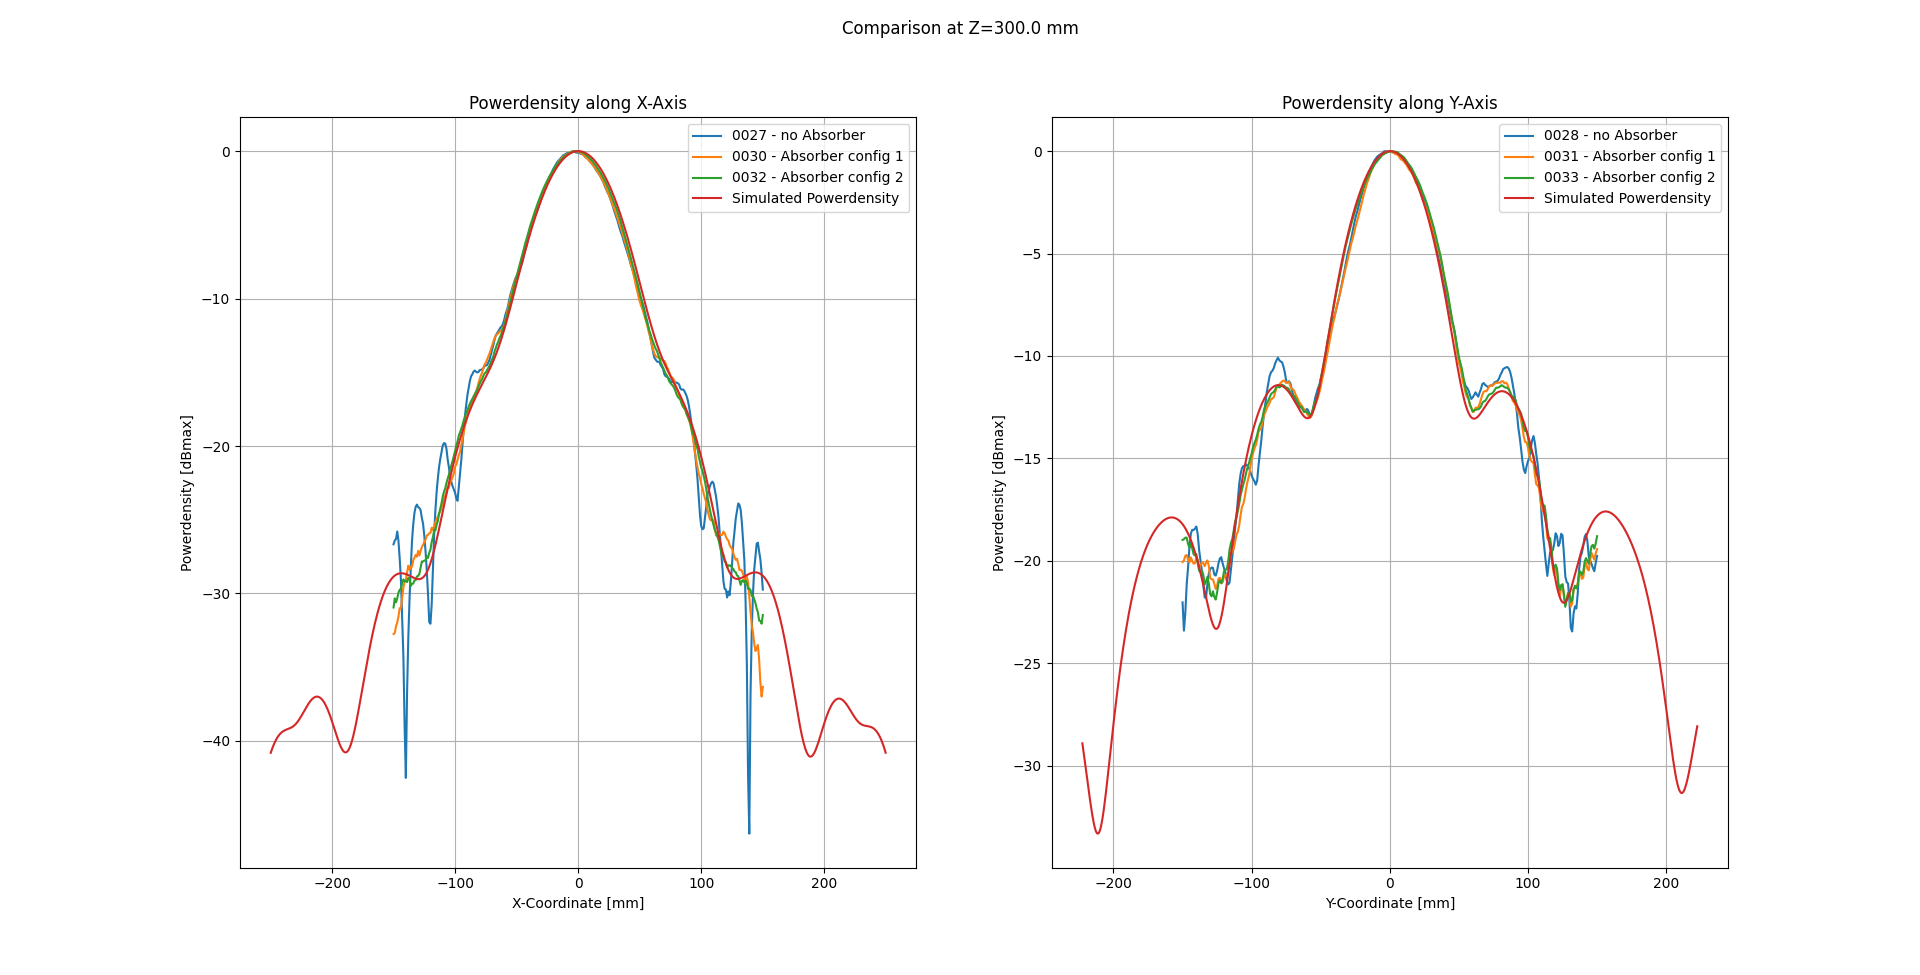 Comparison at Z=300.0 mm
Powerdensity along X-Axis
0027 - no Absorber
0030 - Absorber config 1
0032 - Absorber config 2
Simulated Powerdensity
0
−10
−20
−30
−40
Powerdensity [dBmax]
−200
−100
0
100
200
X-Coordinate [mm]
Powerdensity along Y-Axis
0028 - no Absorber
0031 - Absorber config 1
0033 - Absorber config 2
Simulated Powerdensity
0
−5
−10
−15
−20
−25
−30
Powerdensity [dBmax]
−200
−100
0
100
200
Y-Coordinate [mm]